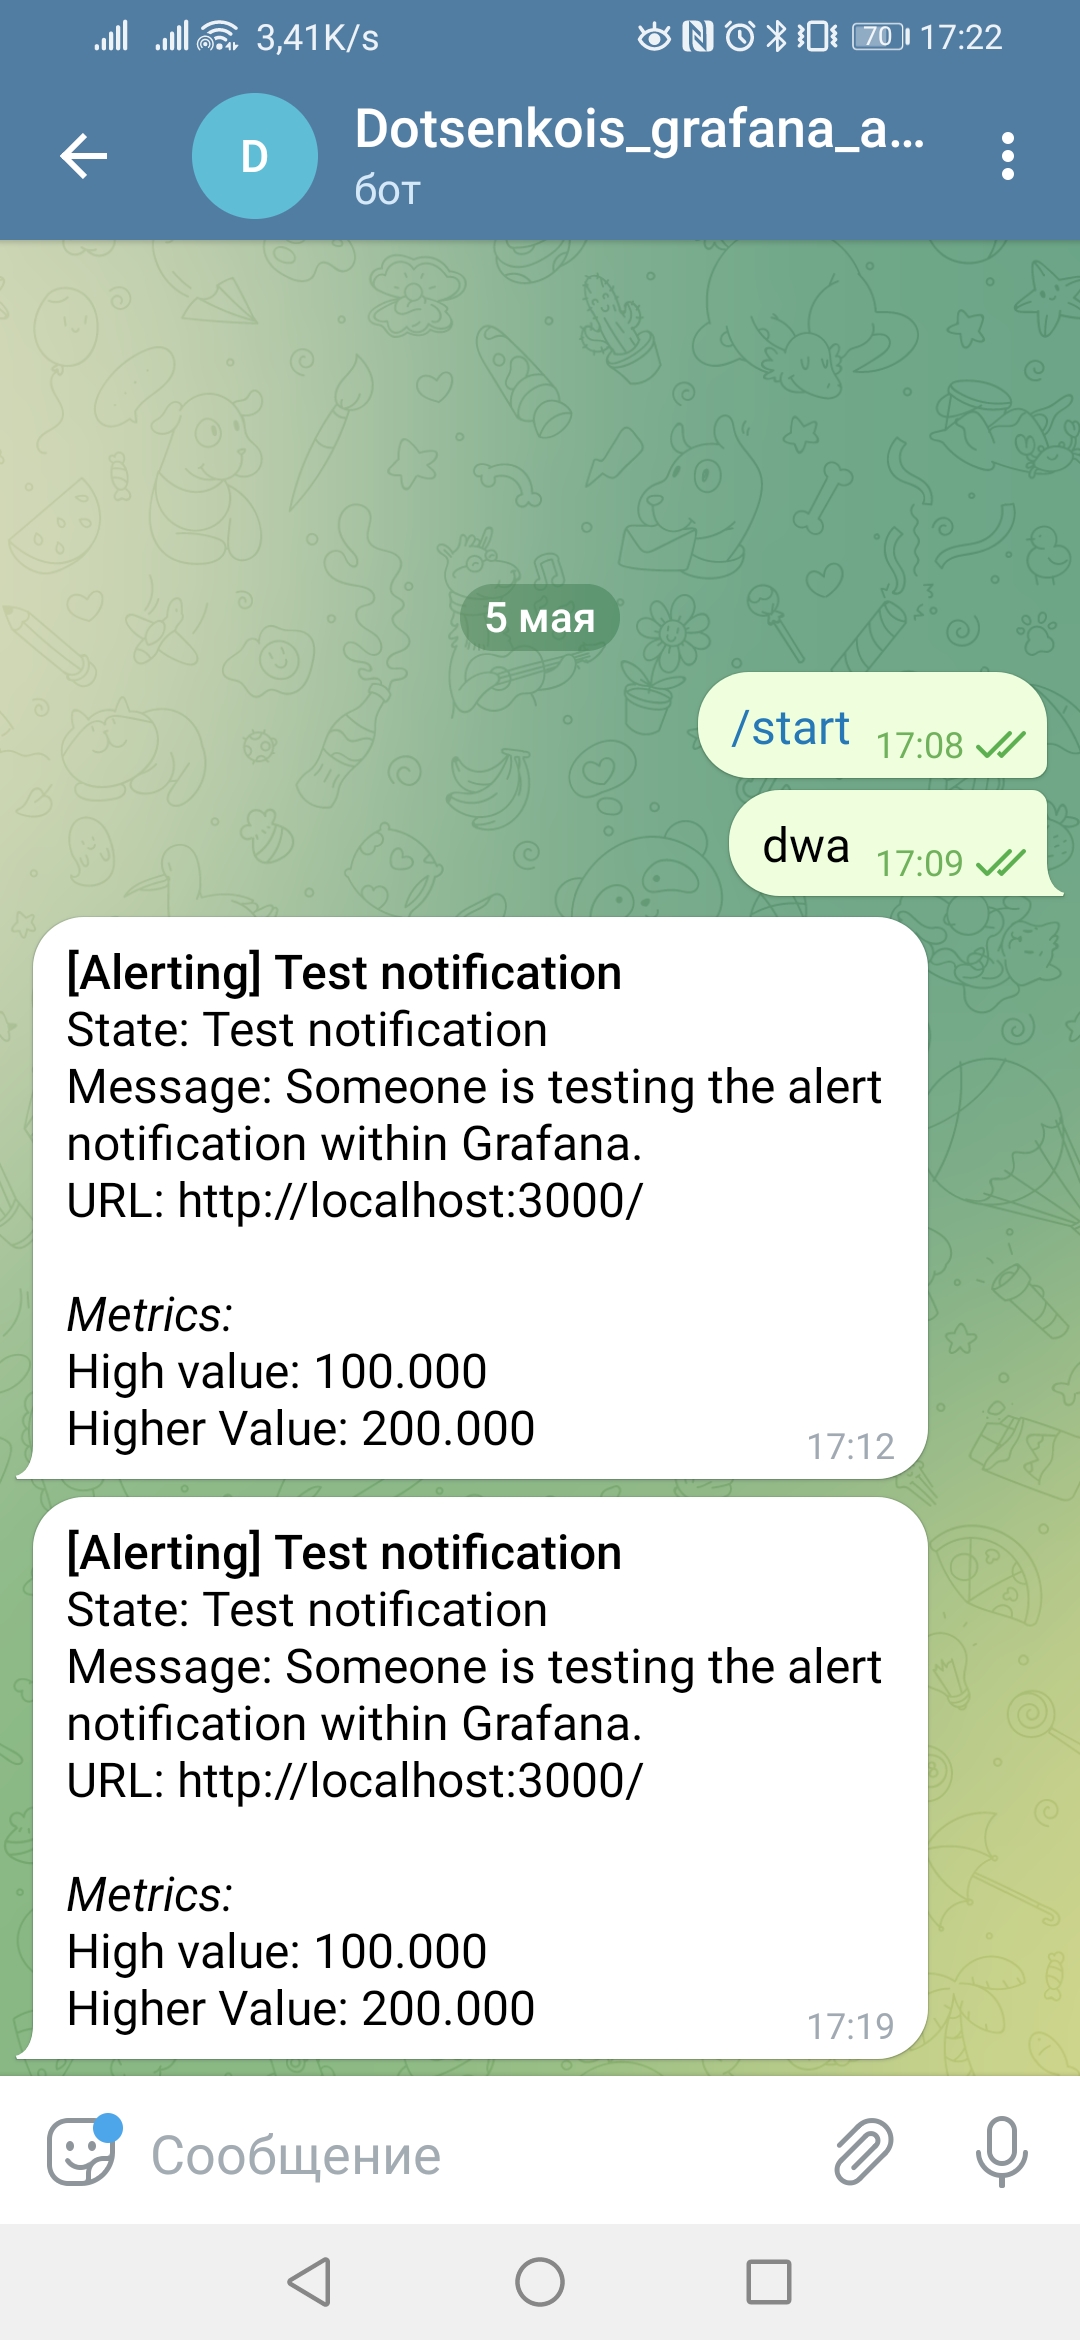 3,41K/s 70 17:22
D
Dotsenkois_grafana_a...
бот
5 мая
/start 17:08
dwa 17:09
[Alerting] Test notification
State: Test notification
Message: Someone is testing the alert
notification within Grafana.
URL: http://localhost:3000/
Metrics:
High value: 100.000
Higher Value: 200.000
17:12
[Alerting] Test notification
State: Test notification
Message: Someone is testing the alert
notification within Grafana.
URL: http://localhost:3000/
Metrics:
High value: 100.000
Higher Value: 200.000
17:19
Сообщение